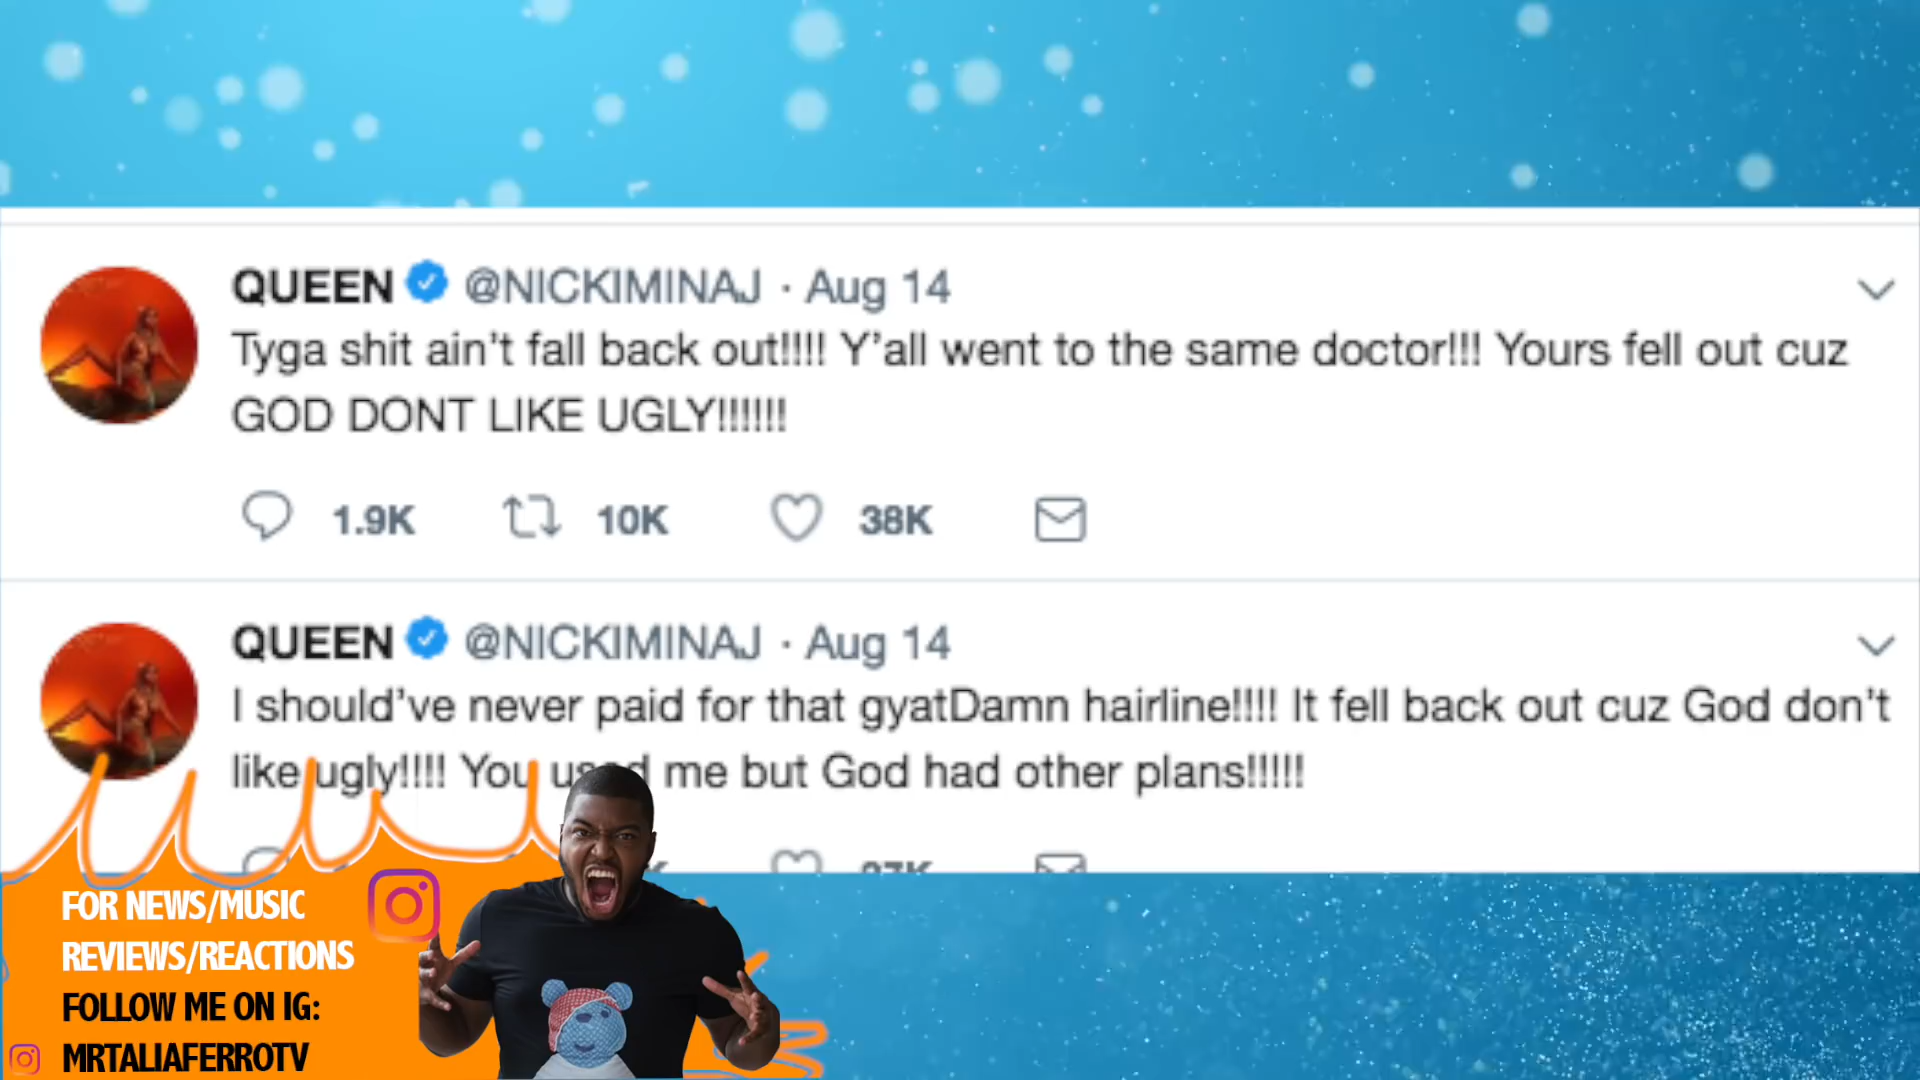 QUEEN @NICKIMINAJ · Aug 14
Tyga shit ain't fall back out!!!! Y'all went to the same doctor!!! Yours fell out cuz
GOD DONT LIKE UGLY!!!!!!
1.9K 10K 38K
QUEEN @NICKIMINAJ · Aug 14
I should've never paid for that gyatDamn hairline!!!! It fell back out cuz God don't
like ugly!!!! You used me but God had other plans!!!!!
FOR NEWS/MUSIC
REVIEWS/REACTIONS
FOLLOW ME ON IG:
MRTALIAFERROTV